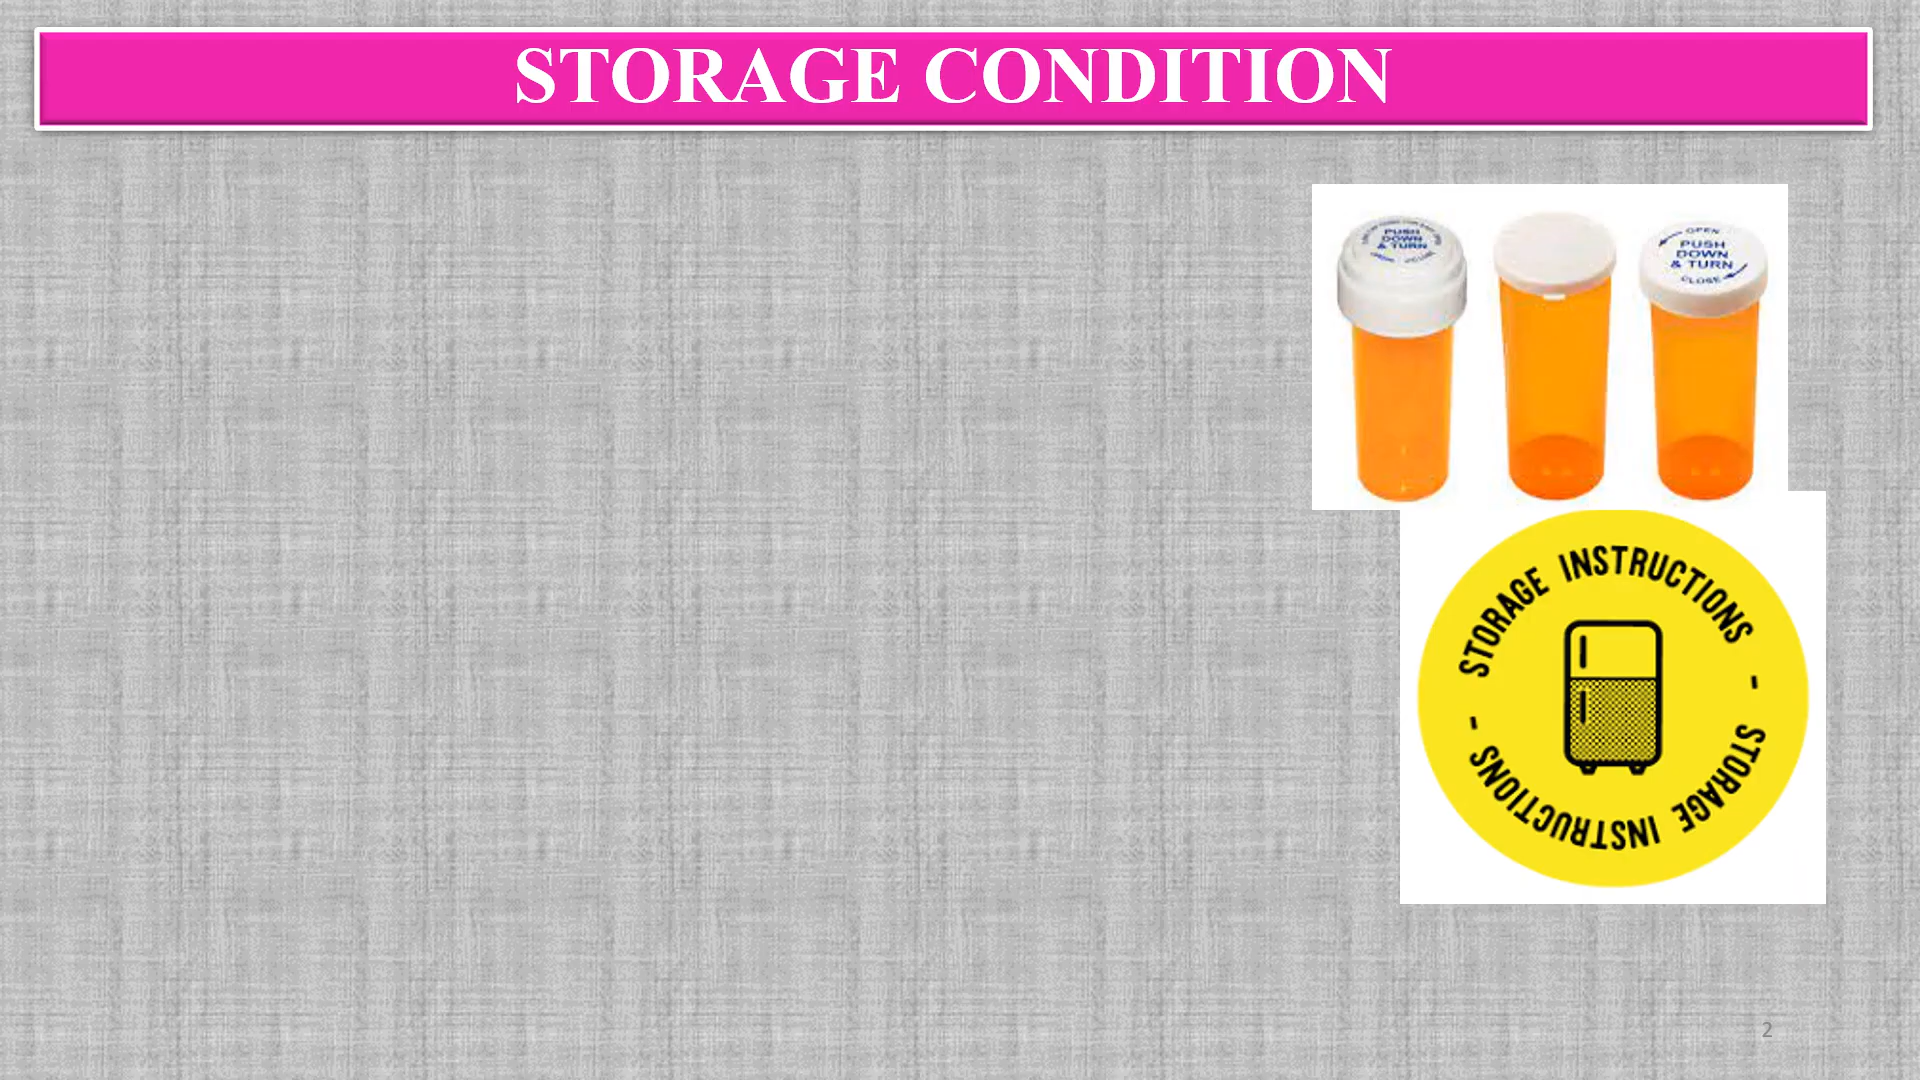 STORAGE CONDITION
PUSH
DOWN
& TURN
OPEN
PUSH
DOWN
& TURN
CLOSE
STORAGE INSTRUCTIONS - STORAGE INSTRUCTIONS -
2